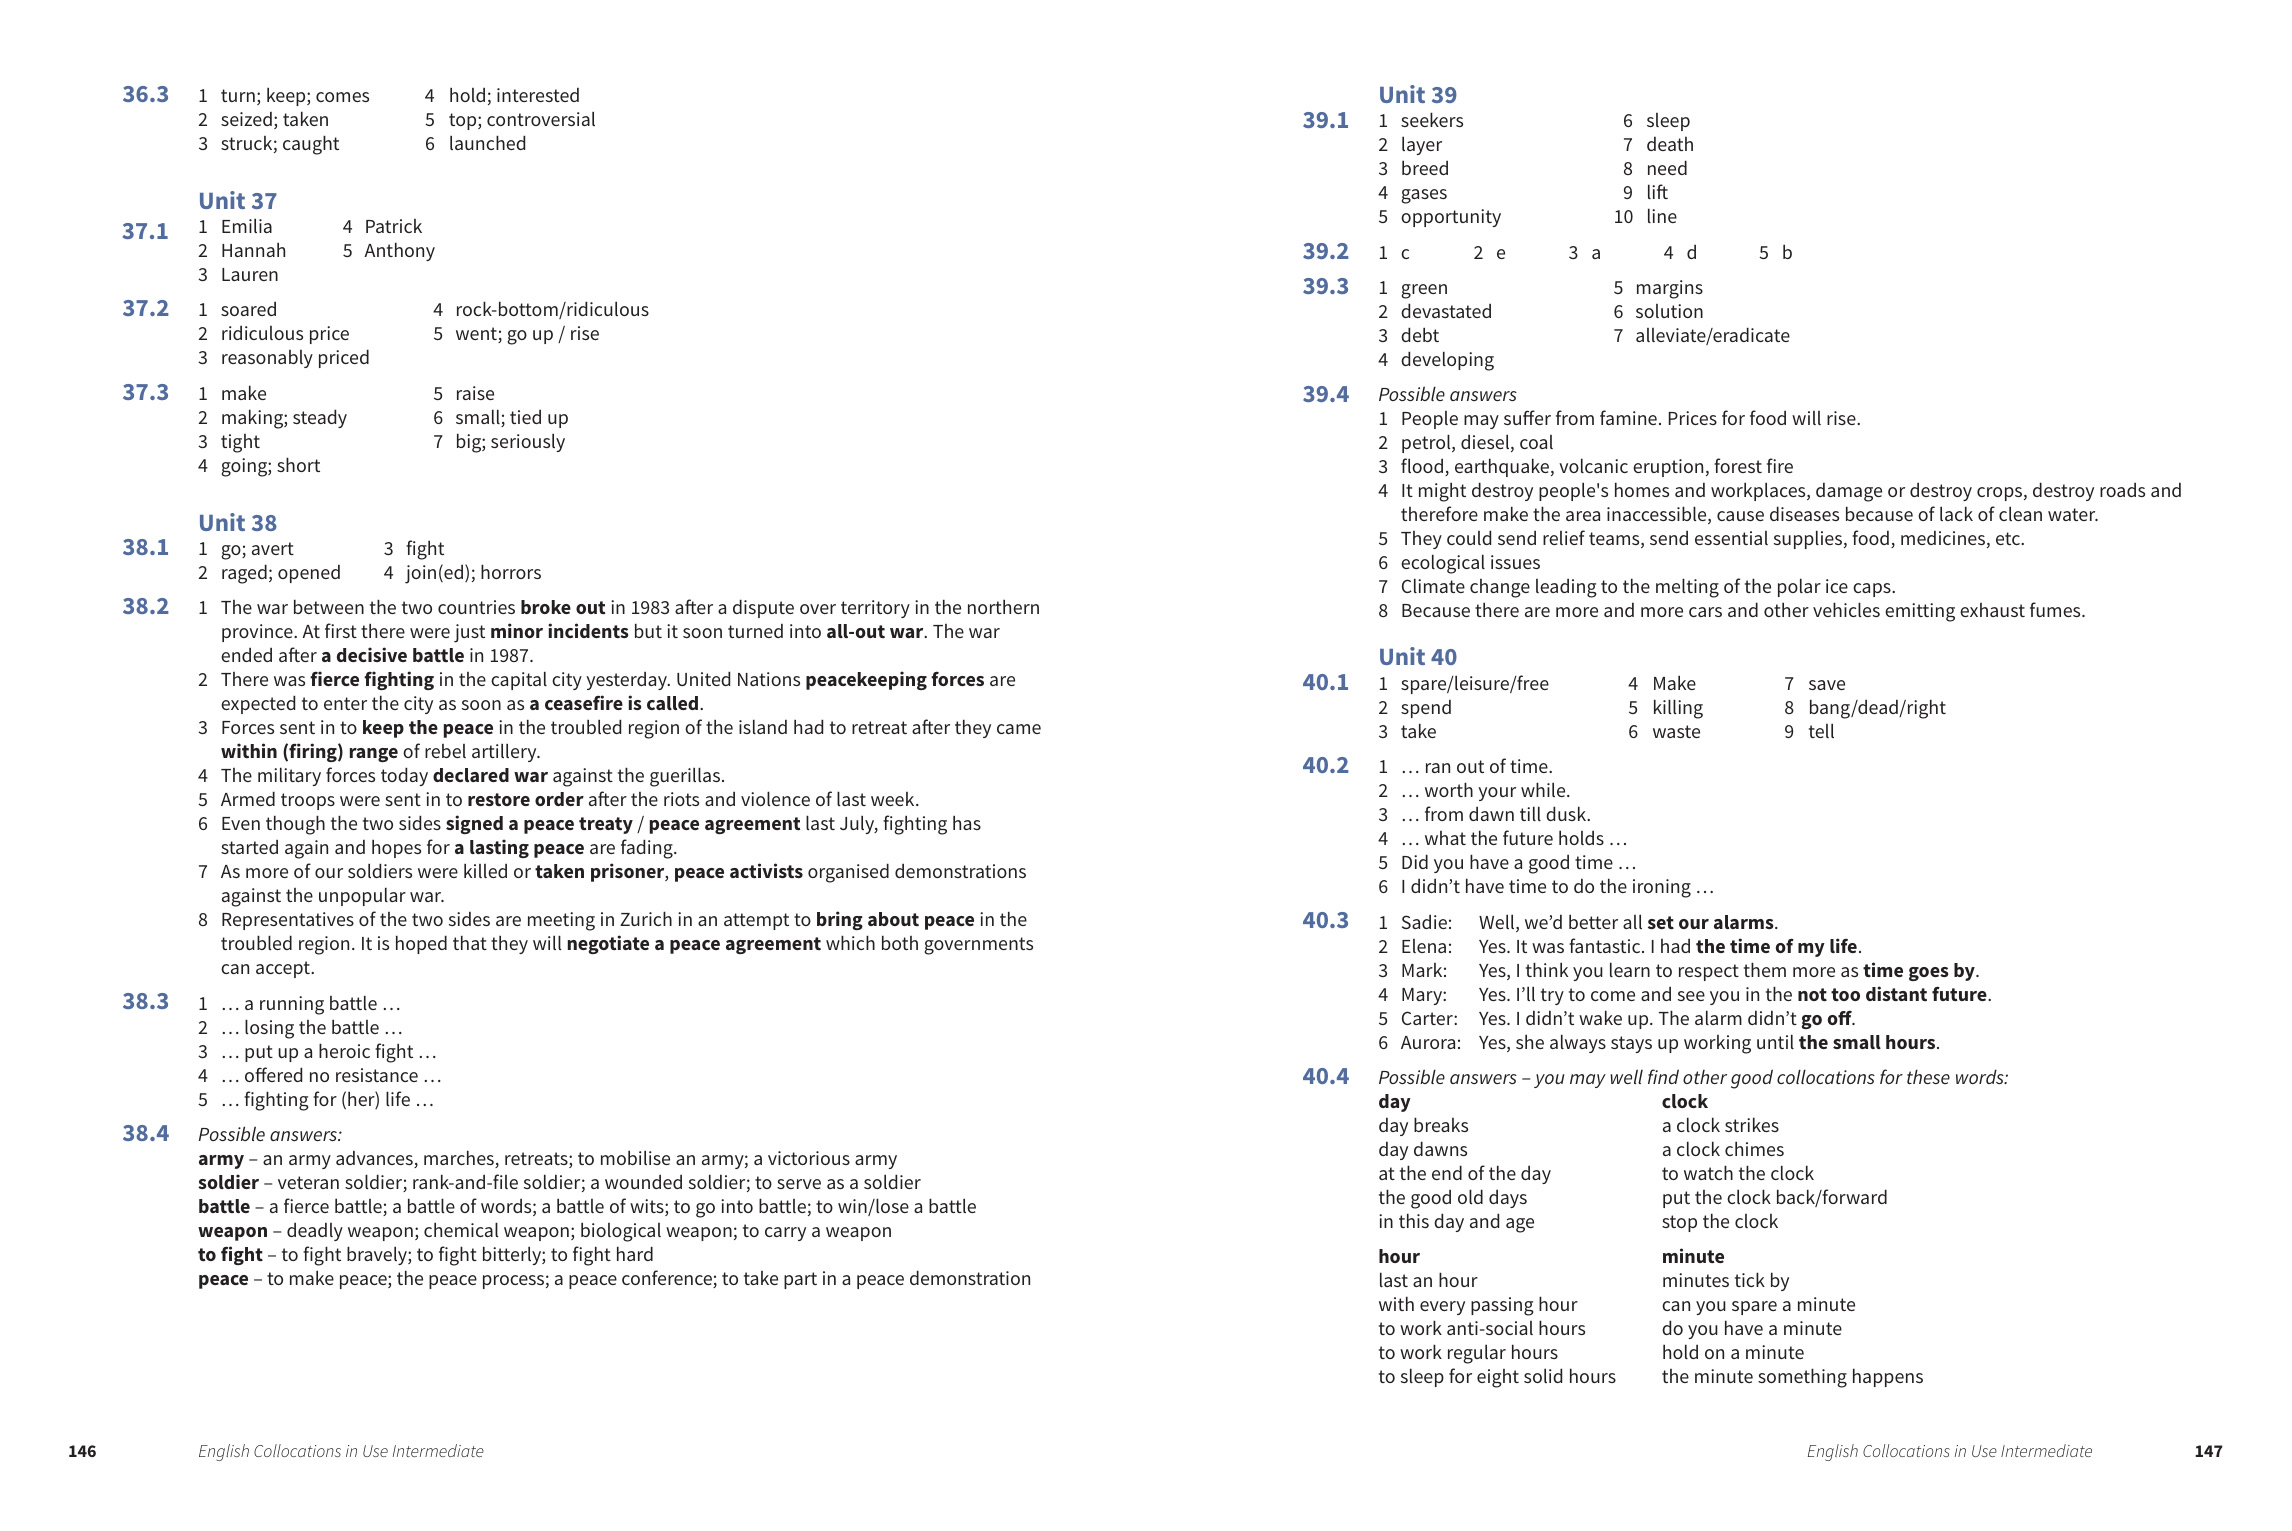 36.3 1 turn; keep; comes 4 hold; interested
2 seized; taken 5 top; controversial
3 struck; caught 6 launched
Unit 37
37.1 1 Emilia 4 Patrick
2 Hannah 5 Anthony
3 Lauren
37.2 1 soared 4 rock-bottom/ridiculous
2 ridiculous price 5 went; go up / rise
3 reasonably priced
37.3 1 make 5 raise
2 making; steady 6 small; tied up
3 tight 7 big; seriously
4 going; short
Unit 38
38.1 1 go; avert 3 fight
2 raged; opened 4 join(ed); horrors
38.2 1 The war between the two countries broke out in 1983 after a dispute over territory in the northern
province. At first there were just minor incidents but it soon turned into all-out war. The war
ended after a decisive battle in 1987.
2 There was fierce fighting in the capital city yesterday. United Nations peacekeeping forces are
expected to enter the city as soon as a ceasefire is called.
3 Forces sent in to keep the peace in the troubled region of the island had to retreat after they came
within (firing) range of rebel artillery.
4 The military forces today declared war against the guerillas.
5 Armed troops were sent in to restore order after the riots and violence of last week.
6 Even though the two sides signed a peace treaty / peace agreement last July, fighting has
started again and hopes for a lasting peace are fading.
7 As more of our soldiers were killed or taken prisoner, peace activists organised demonstrations
against the unpopular war.
8 Representatives of the two sides are meeting in Zurich in an attempt to bring about peace in the
troubled region. It is hoped that they will negotiate a peace agreement which both governments
can accept.
38.3 1 … a running battle …
2 … losing the battle …
3 … put up a heroic fight …
4 … offered no resistance …
5 … fighting for (her) life …
38.4 Possible answers:
army – an army advances, marches, retreats; to mobilise an army; a victorious army
soldier – veteran soldier; rank-and-file soldier; a wounded soldier; to serve as a soldier
battle – a fierce battle; a battle of words; a battle of wits; to go into battle; to win/lose a battle
weapon – deadly weapon; chemical weapon; biological weapon; to carry a weapon
to fight – to fight bravely; to fight bitterly; to fight hard
peace – to make peace; the peace process; a peace conference; to take part in a peace demonstration
146 English Collocations in Use Intermediate
Unit 39
39.1 1 seekers 6 sleep
2 layer 7 death
3 breed 8 need
4 gases 9 lift
5 opportunity 10 line
39.2 1 c 2 e 3 a 4 d 5 b
39.3 1 green 5 margins
2 devastated 6 solution
3 debt 7 alleviate/eradicate
4 developing
39.4 Possible answers
1 People may suffer from famine. Prices for food will rise.
2 petrol, diesel, coal
3 flood, earthquake, volcanic eruption, forest fire
4 It might destroy people's homes and workplaces, damage or destroy crops, destroy roads and
therefore make the area inaccessible, cause diseases because of lack of clean water.
5 They could send relief teams, send essential supplies, food, medicines, etc.
6 ecological issues
7 Climate change leading to the melting of the polar ice caps.
8 Because there are more and more cars and other vehicles emitting exhaust fumes.
Unit 40
40.1 1 spare/leisure/free 4 Make 7 save
2 spend 5 killing 8 bang/dead/right
3 take 6 waste 9 tell
40.2 1 … ran out of time.
2 … worth your while.
3 … from dawn till dusk.
4 … what the future holds …
5 Did you have a good time …
6 I didn’t have time to do the ironing …
40.3 1 Sadie: Well, we’d better all set our alarms.
2 Elena: Yes. It was fantastic. I had the time of my life.
3 Mark: Yes, I think you learn to respect them more as time goes by.
4 Mary: Yes. I’ll try to come and see you in the not too distant future.
5 Carter: Yes. I didn’t wake up. The alarm didn’t go off.
6 Aurora: Yes, she always stays up working until the small hours.
40.4 Possible answers – you may well find other good collocations for these words:
day clock
day breaks a clock strikes
day dawns a clock chimes
at the end of the day to watch the clock
the good old days put the clock back/forward
in this day and age stop the clock
hour minute
last an hour minutes tick by
with every passing hour can you spare a minute
to work anti-social hours do you have a minute
to work regular hours hold on a minute
to sleep for eight solid hours the minute something happens
English Collocations in Use Intermediate 147